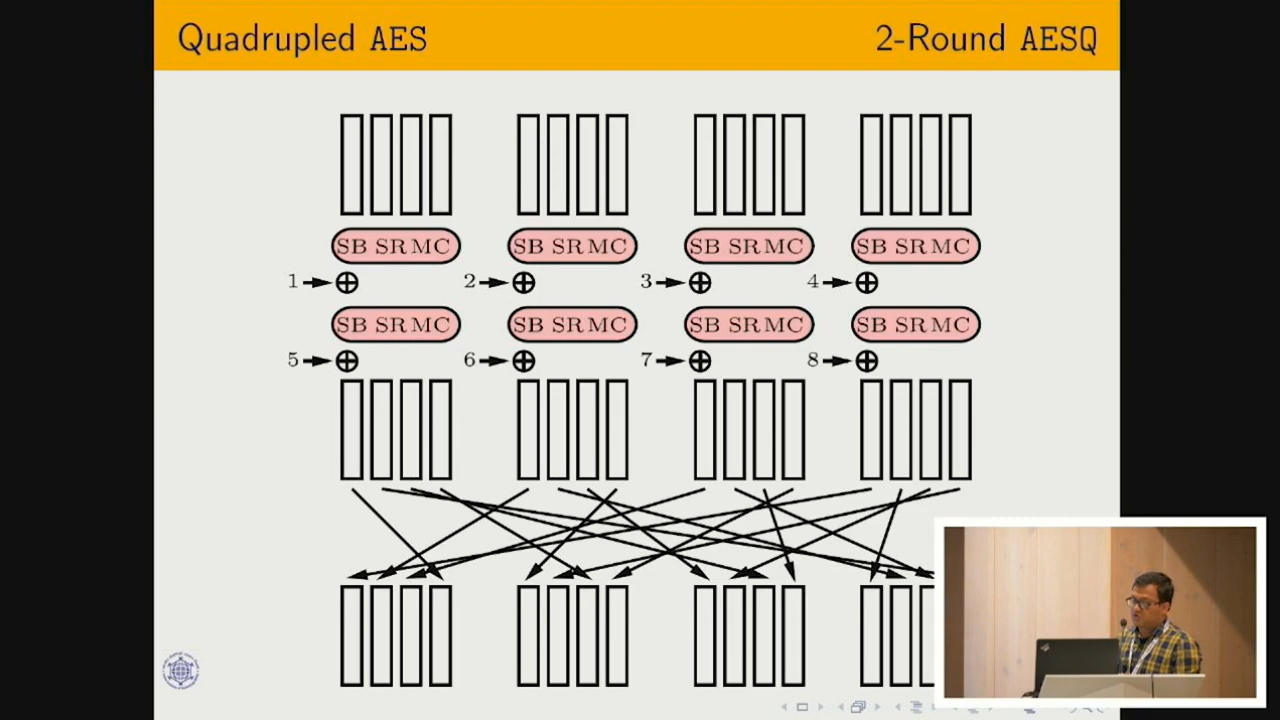 Quadrupled AES 2-Round AESQ
SB SR MC SB SR MC SB SR MC SB SR MC
1 2 3 4
SB SR MC SB SR MC SB SR MC SB SR MC
5 6 7 8